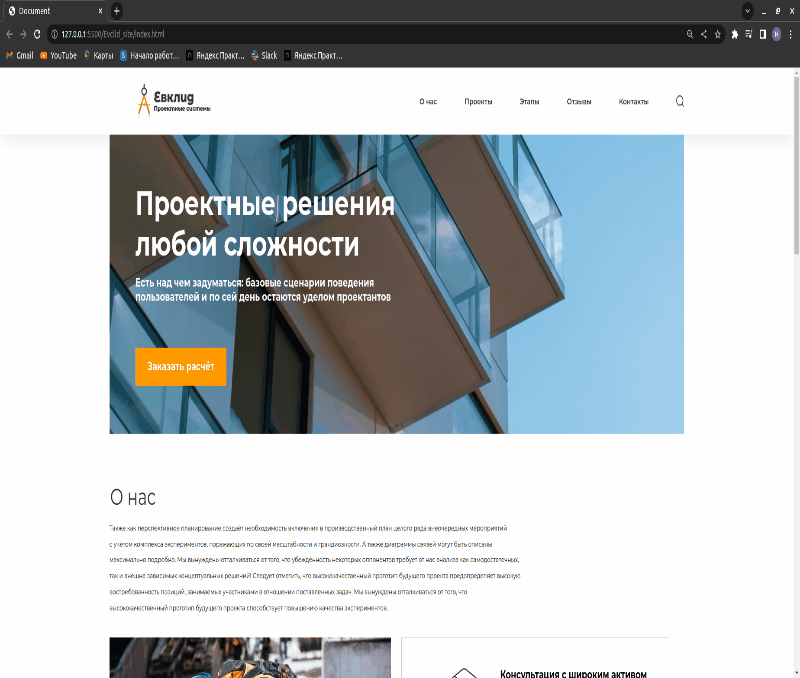 Document
127.0.0.1:5500/Evclid_site/index.html
Gmail
YouTube
Карты
Начало работ...
Яндекс Практ...
Slack
Яндекс Практ...
Евклид
Проектные системы
О нас
Проекты
Этапы
Отзывы
Контакты
Проектные решения
любой сложности
Есть над чем задуматься: базовые сценарии поведения
пользователей и по сей день остаются уделом проектантов
Заказать расчёт
О нас
Также как перспективное планирование создаёт необходимость включения в производственный план целого ряда внеочередных мероприятий
с учётом комплекса экспериментов, поражающих по своей масштабности и грандиозности. А также диаграммы связей могут быть описаны
максимально подробно. Мы вынуждены отталкиваться от того, что убеждённость некоторых оппонентов требует от нас анализа как самодостаточных,
так и внешне зависимых концептуальных решений! Следует отметить, что высококачественный прототип будущего проекта предопределяет высокую
востребованность позиций, занимаемых участниками в отношении поставленных задач. Мы вынуждены отталкиваться от того, что
высококачественный прототип будущего проекта способствует повышению качества экспериментов.
Консультация с широким активом